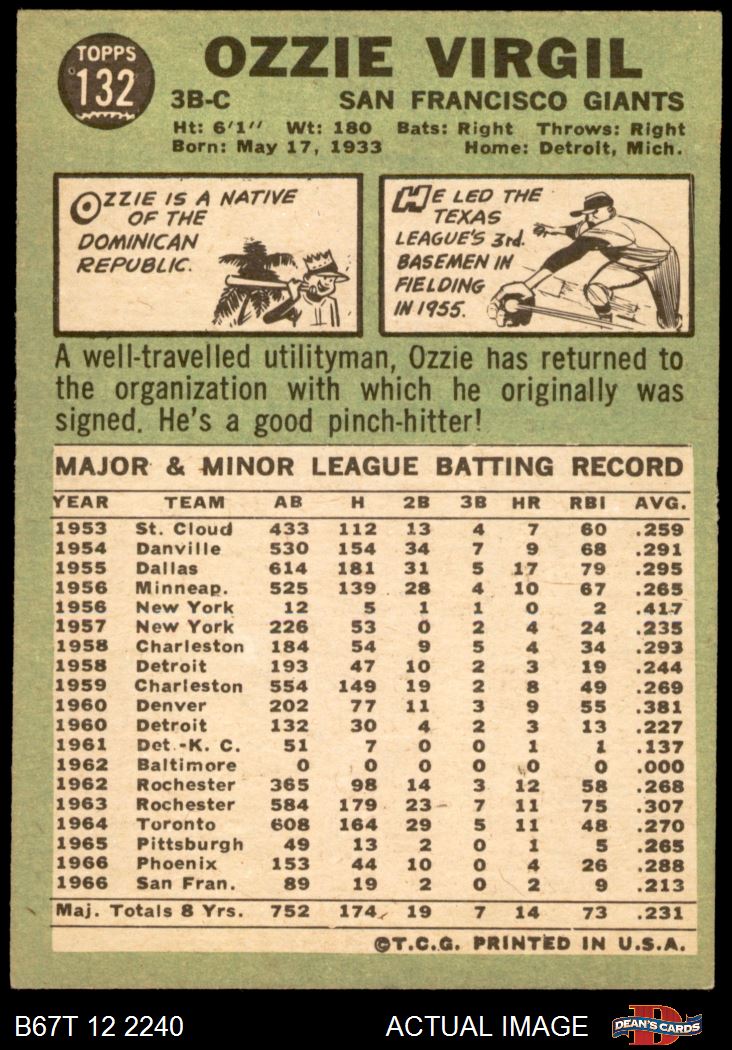 TOPPS
132
OZZIE VIRGIL
3B-C SAN FRANCISCO GIANTS
Ht: 6'1" Wt: 180 Bats: Right Throws: Right
Born: May 17, 1933 Home: Detroit, Mich.
OZZIE IS A NATIVE
OF THE
DOMINICAN
REPUBLIC.
HE LED THE
TEXAS
LEAGUE'S 3rd.
BASEMEN IN
FIELDING
IN 1955.
A well-travelled utilityman, Ozzie has returned to
the organization with which he originally was
signed. He's a good pinch-hitter!
MAJOR & MINOR LEAGUE BATTING RECORD
YEAR TEAM AB H 2B 3B HR RBI AVG.
1953 St. Cloud 433 112 13 4 7 60 .259
1954 Danville 530 154 34 7 9 68 .291
1955 Dallas 614 181 31 5 17 79 .295
1956 Minneap. 525 139 28 4 10 67 .265
1956 New York 12 5 1 1 0 2 .417
1957 New York 226 53 0 2 4 24 .235
1958 Charleston 184 54 9 5 4 34 .293
1958 Detroit 193 47 10 2 3 19 .244
1959 Charleston 554 149 19 2 8 49 .269
1960 Denver 202 77 11 3 9 55 .381
1960 Detroit 132 30 4 2 3 13 .227
1961 Det.-K. C. 51 7 0 0 1 1 .137
1962 Baltimore 0 0 0 0 0 0 .000
1962 Rochester 365 98 14 3 12 58 .268
1963 Rochester 584 179 23 7 11 75 .307
1964 Toronto 608 164 29 5 11 48 .270
1965 Pittsburgh 49 13 2 0 1 5 .265
1966 Phoenix 153 44 10 0 4 26 .288
1966 San Fran. 89 19 2 0 2 9 .213
Maj. Totals 8 Yrs. 752 174 19 7 14 73 .231
©T.C.G. PRINTED IN U.S.A.
B67T 12 2240 ACTUAL IMAGE
D
DEAN'S CARDS